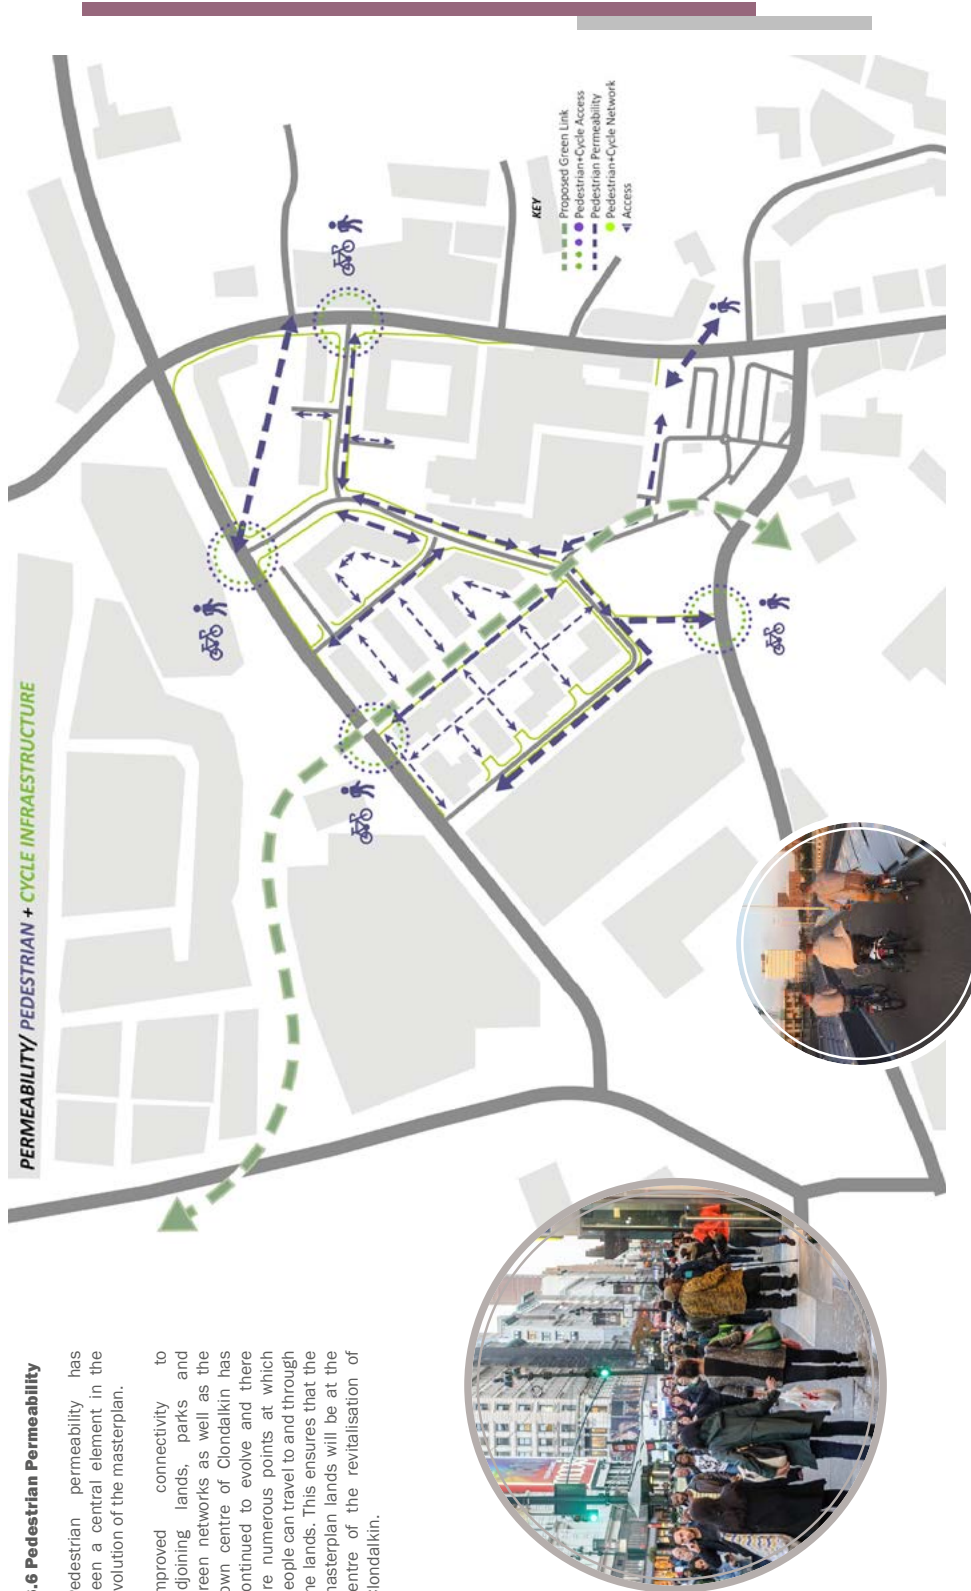 .6 Pedestrian Permeability
edestrian permeability has
een a central element in the
volution of the masterplan.
mproved connectivity to
djoining lands, parks and
reen networks as well as the
own centre of Clondalkin has
ontinued to evolve and there
re numerous points at which
eople can travel to and through
he lands. This ensures that the
nasterplan lands will be at the
entre of the revitalisation of
londalkin.
PERMEABILITY/ PEDESTRIAN + CYCLE INFRAESTRUCTURE
KEY
Proposed Green Link
Pedestrian+Cycle Access
Pedestrian Permeability
Pedestrian+Cycle Network
Access